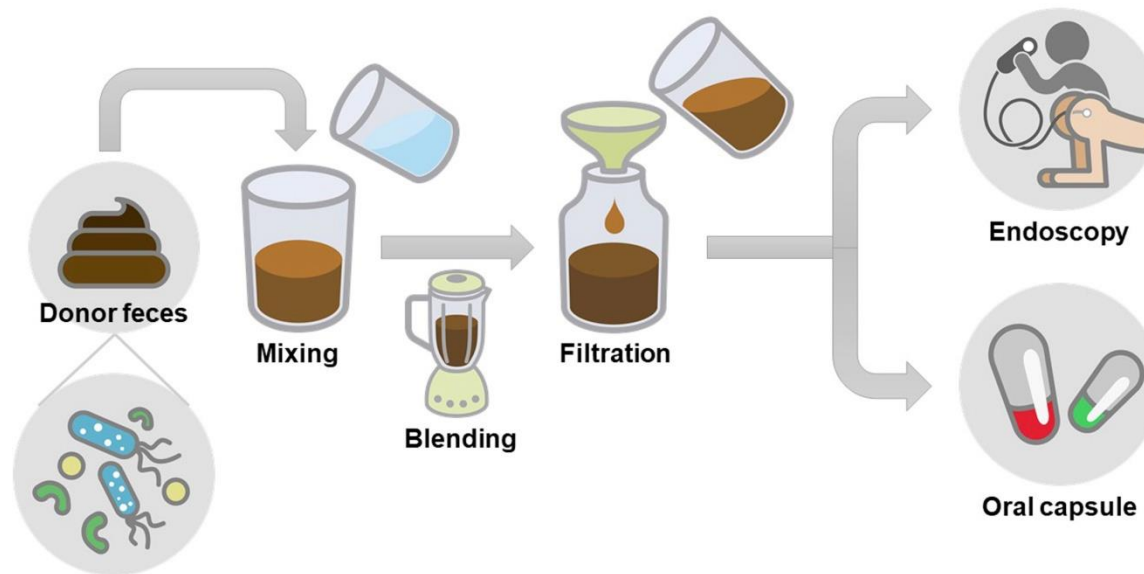 Donor feces
Mixing
Blending
Filtration
Endoscopy
Oral capsule